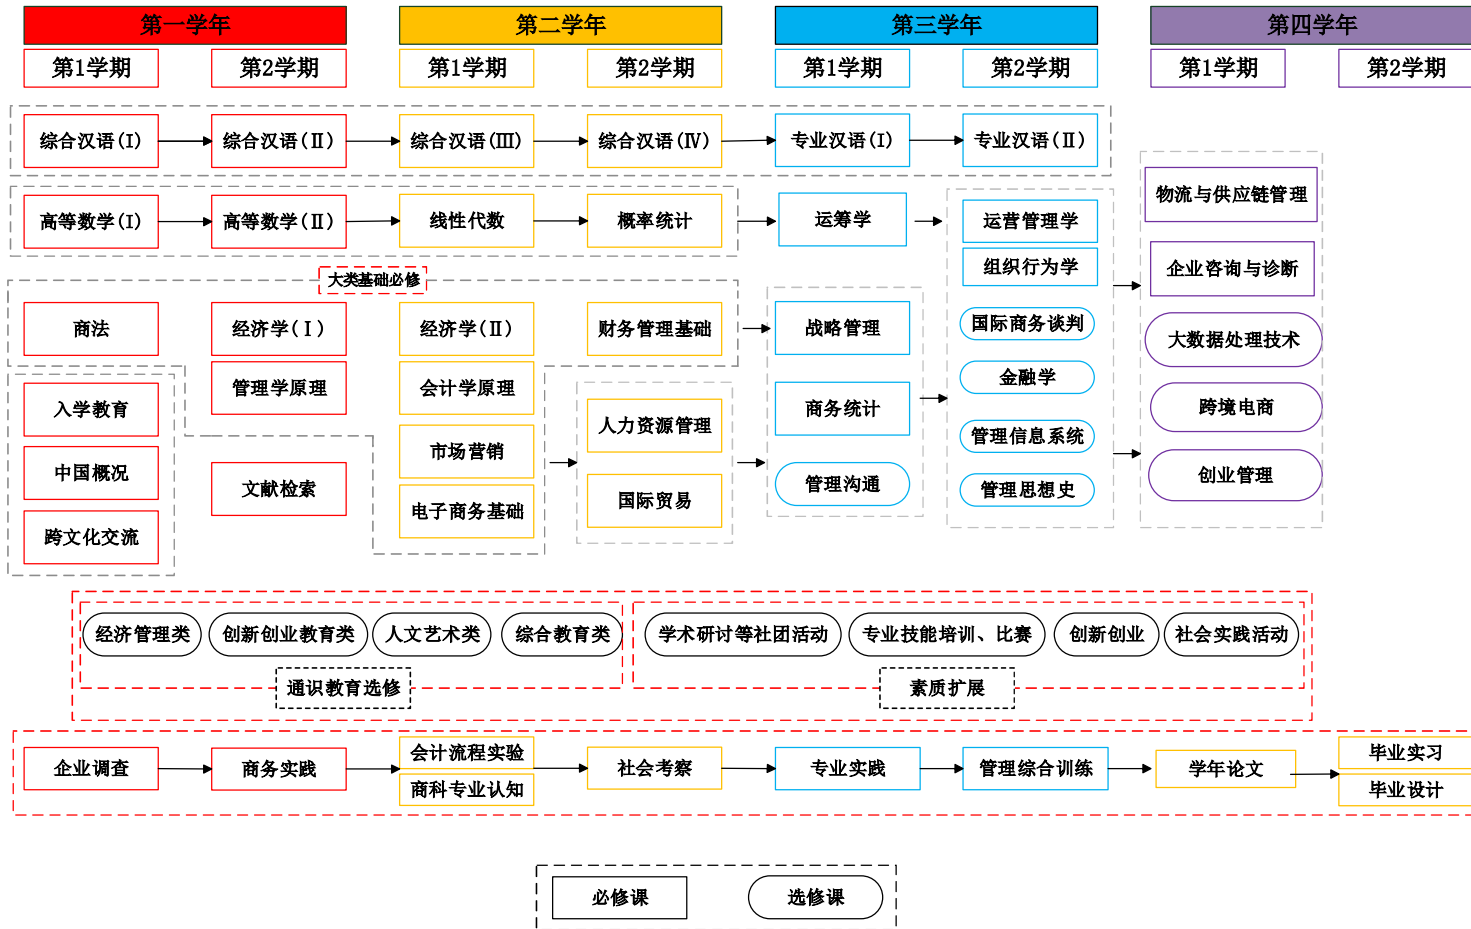 第一学年
第二学年
第三学年
第四学年
第1学期
第2学期
第1学期
第2学期
第1学期
第2学期
第1学期
第2学期
综合汉语(I)
综合汉语(Ⅱ)
综合汉语(Ⅲ)
综合汉语(Ⅳ)
专业汉语(I)
专业汉语(Ⅱ)
高等数学(I)
高等数学(Ⅱ)
线性代数
概率统计
运筹学
运营管理学
组织行为学
物流与供应链管理
企业咨询与诊断
大类基础必修
商法
经济学(Ⅰ)
经济学(Ⅱ)
财务管理基础
战略管理
国际商务谈判
大数据处理技术
管理学原理
会计学原理
金融学
入学教育
人力资源管理
商务统计
跨境电商
市场营销
管理信息系统
中国概况
文献检索
电子商务基础
国际贸易
管理沟通
管理思想史
创业管理
跨文化交流
经济管理类
创新创业教育类
人文艺术类
综合教育类
学术研讨等社团活动
专业技能培训、比赛
创新创业
社会实践活动
通识教育选修
素质扩展
企业调查
商务实践
会计流程实验
商科专业认知
社会考察
专业实践
管理综合训练
学年论文
毕业实习
毕业设计
必修课
选修课